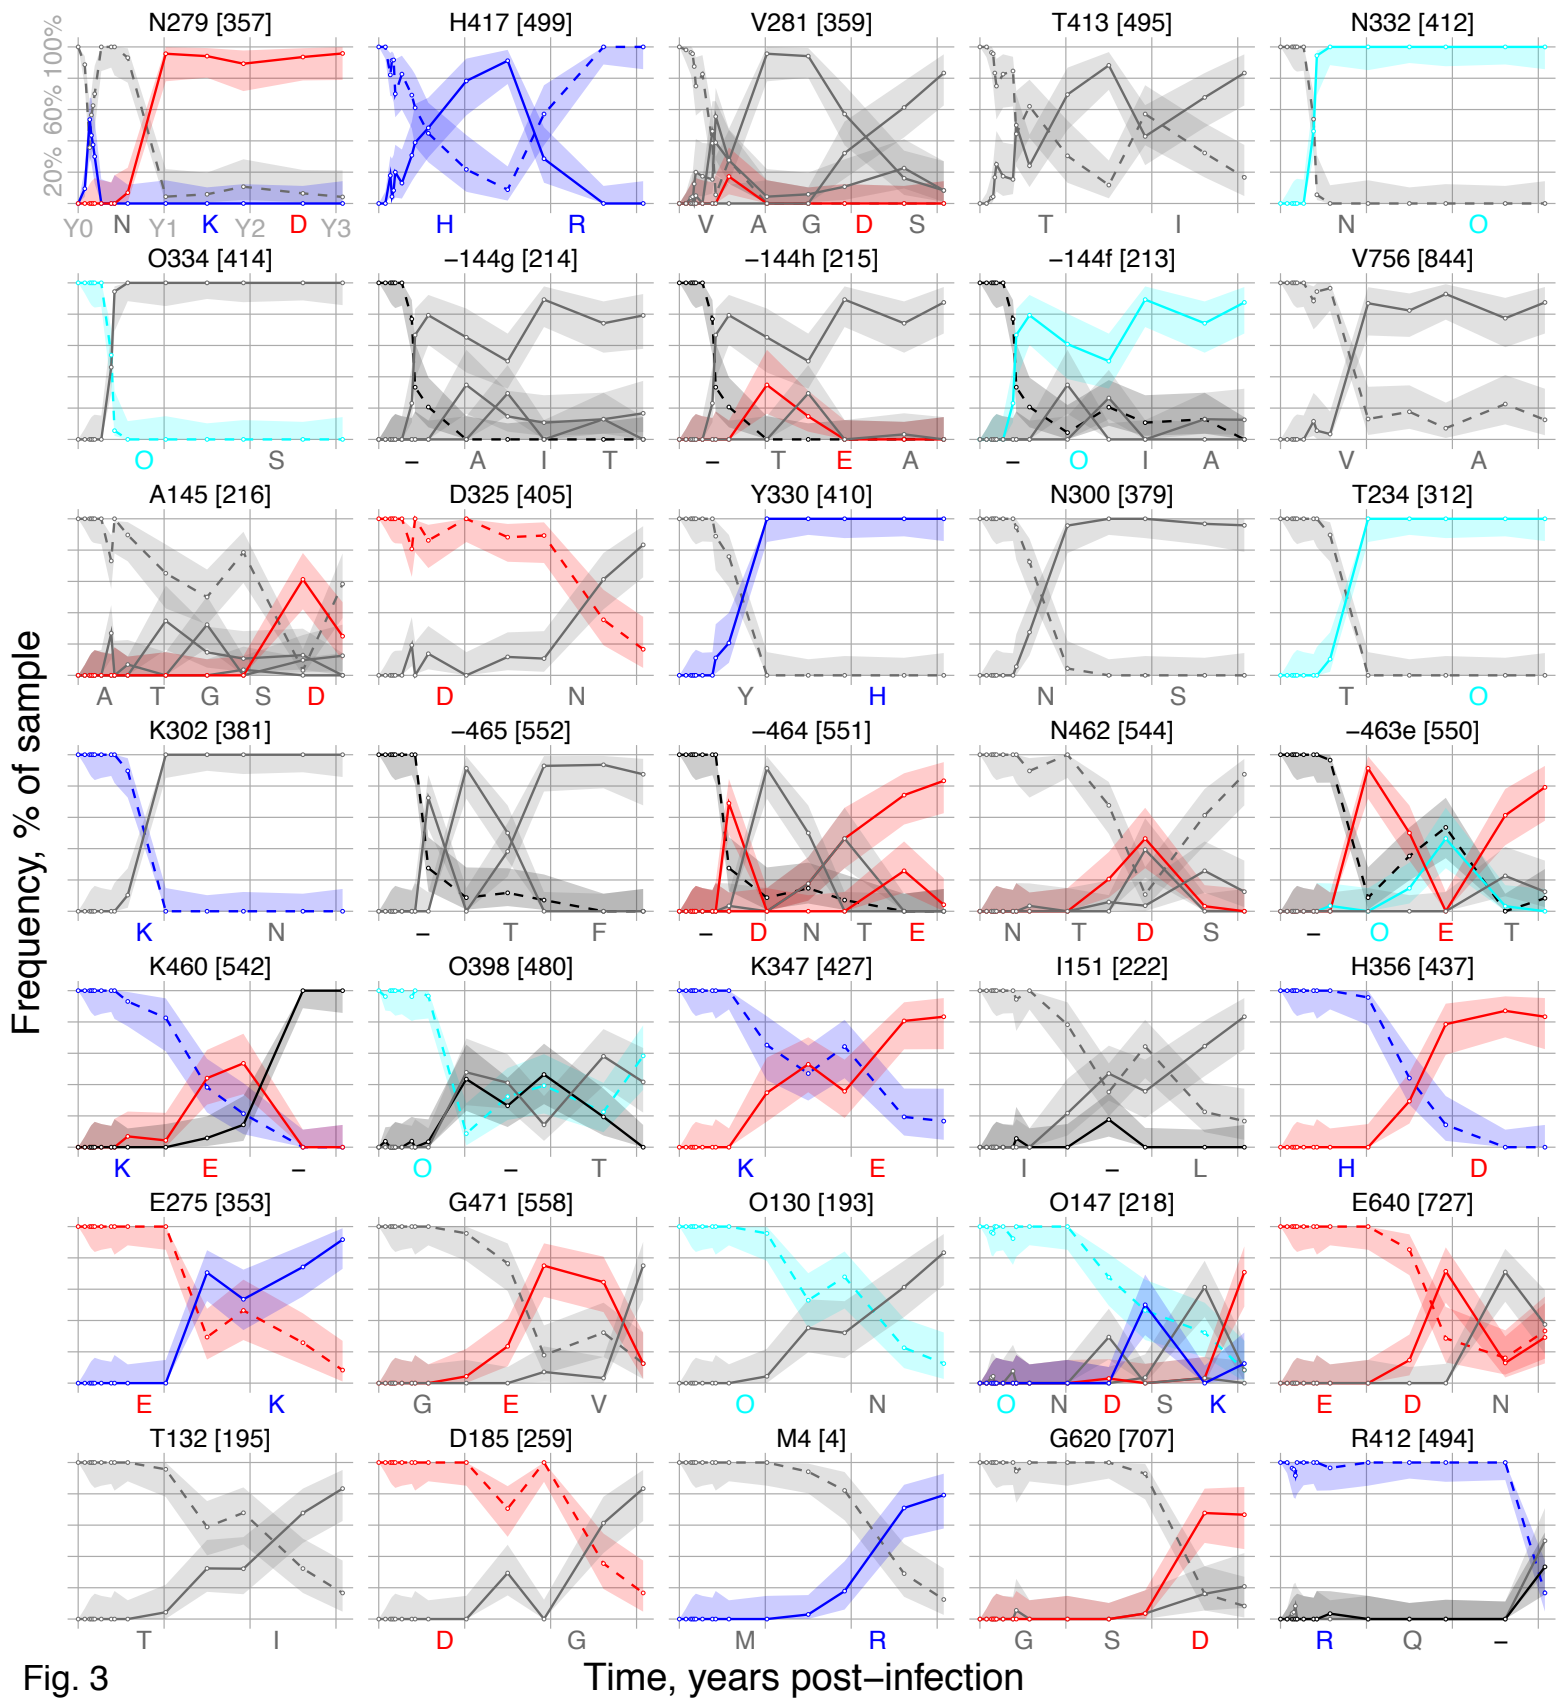 N279 [357] H417 [499] V281 [359] T413 [495] N332 [412]
20% 60% 100%
Y0 N Y1 K Y2 D Y3 H R V A G D S T I N O
O334 [414] −144g [214] −144h [215] −144f [213] V756 [844]
O S − A I T − T E A − O I A V A
A145 [216] D325 [405] Y330 [410] N300 [379] T234 [312]
A T G S D D N Y H N S T O
K302 [381] −465 [552] −464 [551] N462 [544] −463e [550]
K N − T F − D N T E N T D S − O E T
K460 [542] O398 [480] K347 [427] I151 [222] H356 [437]
K E − O − T K E I − L H D
E275 [353] G471 [558] O130 [193] O147 [218] E640 [727]
E K G E V O N O N D S K E D N
T132 [195] D185 [259] M4 [4] G620 [707] R412 [494]
T I D G M R G S D R Q −
Frequency, % of sample
Time, years post−infection
Fig. 3